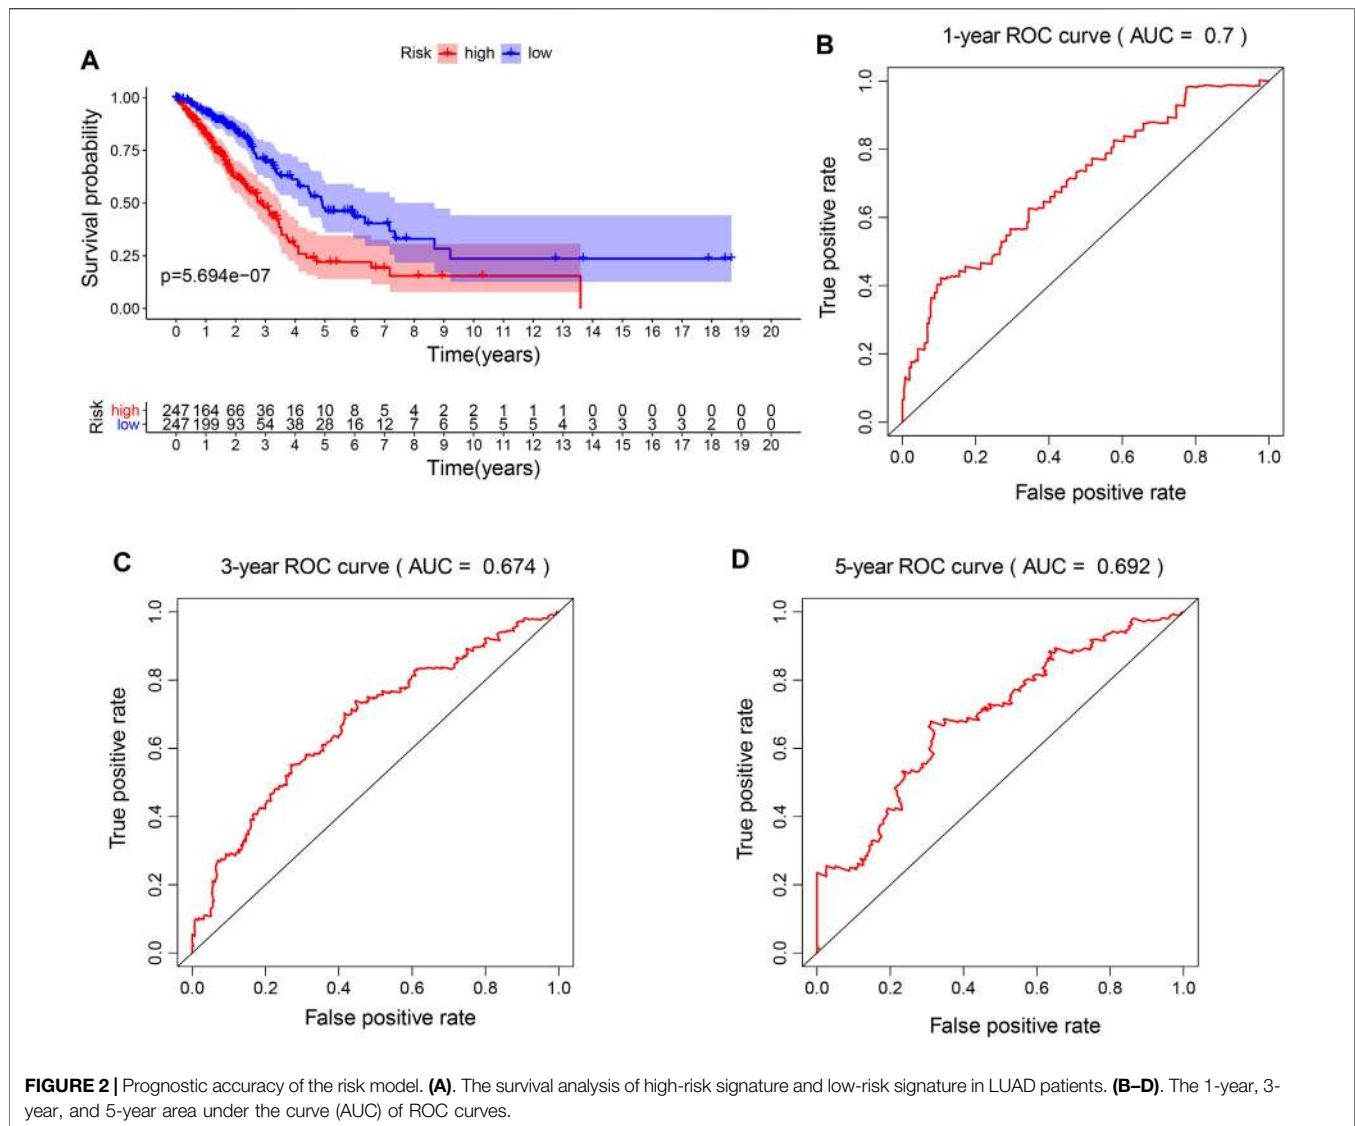 A
Risk high low
Survival probability
1.00
0.75
0.50
0.25
0.00
p=5.694e−07
0 1 2 3 4 5 6 7 8 9 10 11 12 13 14 15 16 17 18 19 20
Time(years)
Risk
high 247 164 66 36 16 10 8 5 4 2 2 1 1 1 0 0 0 0 0 0 0
low 247 199 93 54 38 28 16 12 7 6 5 5 5 4 3 3 3 3 2 0 0
0 1 2 3 4 5 6 7 8 9 10 11 12 13 14 15 16 17 18 19 20
Time(years)
B
1-year ROC curve ( AUC = 0.7 )
True positive rate
1.0
0.8
0.6
0.4
0.2
0.0
0.0 0.2 0.4 0.6 0.8 1.0
False positive rate
C
3-year ROC curve ( AUC = 0.674 )
True positive rate
1.0
0.8
0.6
0.4
0.2
0.0
0.0 0.2 0.4 0.6 0.8 1.0
False positive rate
D
5-year ROC curve ( AUC = 0.692 )
True positive rate
1.0
0.8
0.6
0.4
0.2
0.0
0.0 0.2 0.4 0.6 0.8 1.0
False positive rate
FIGURE 2 | Prognostic accuracy of the risk model. (A). The survival analysis of high-risk signature and low-risk signature in LUAD patients. (B–D). The 1-year, 3-
year, and 5-year area under the curve (AUC) of ROC curves.